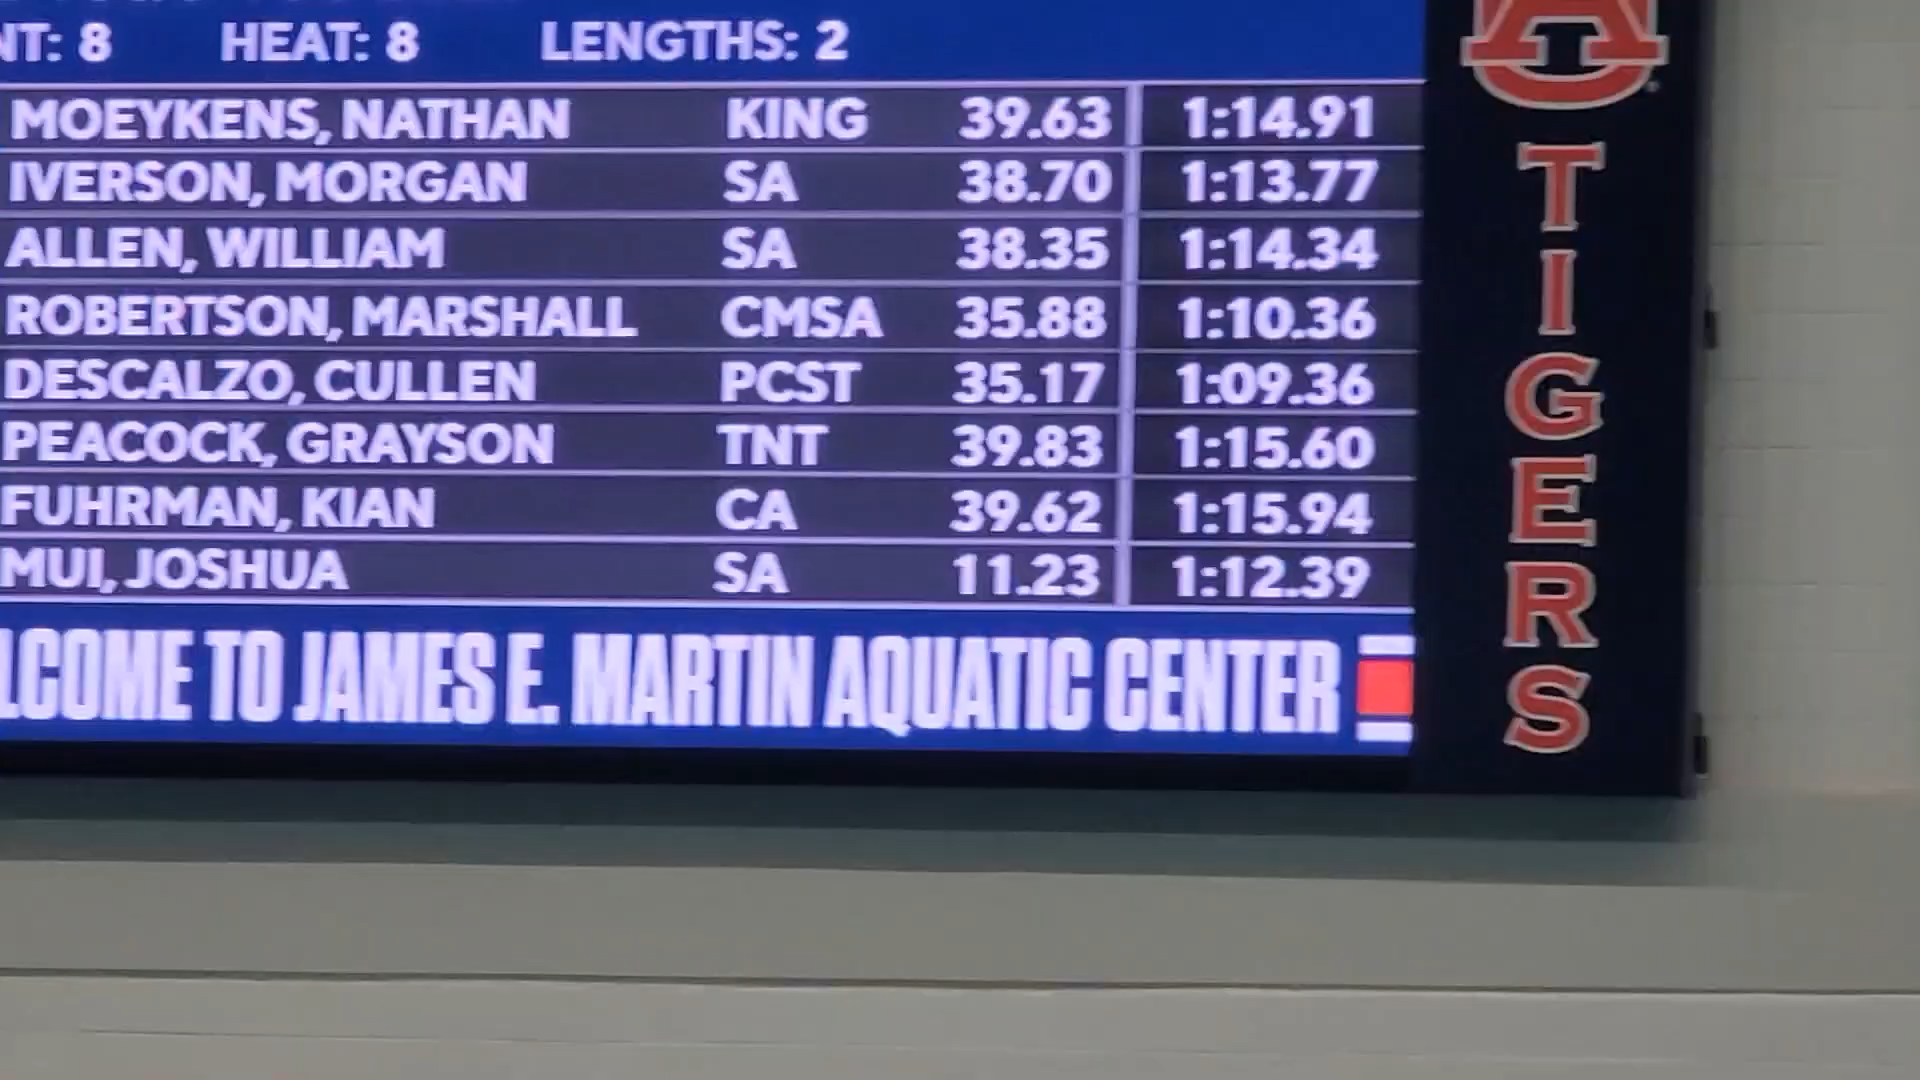 NT: 8 HEAT: 8 LENGTHS: 2
MOEYKENS, NATHAN KING 39.63 1:14.91
IVERSON, MORGAN SA 38.70 1:13.77
ALLEN, WILLIAM SA 38.35 1:14.34
ROBERTSON, MARSHALL CMSA 35.88 1:10.36
DESCALZO, CULLEN PCST 35.17 1:09.36
PEACOCK, GRAYSON TNT 39.83 1:15.60
FUHRMAN, KIAN CA 39.62 1:15.94
MUI, JOSHUA SA 11.23 1:12.39
LCOME TO JAMES E. MARTIN AQUATIC CENTER
AU
TIGERS